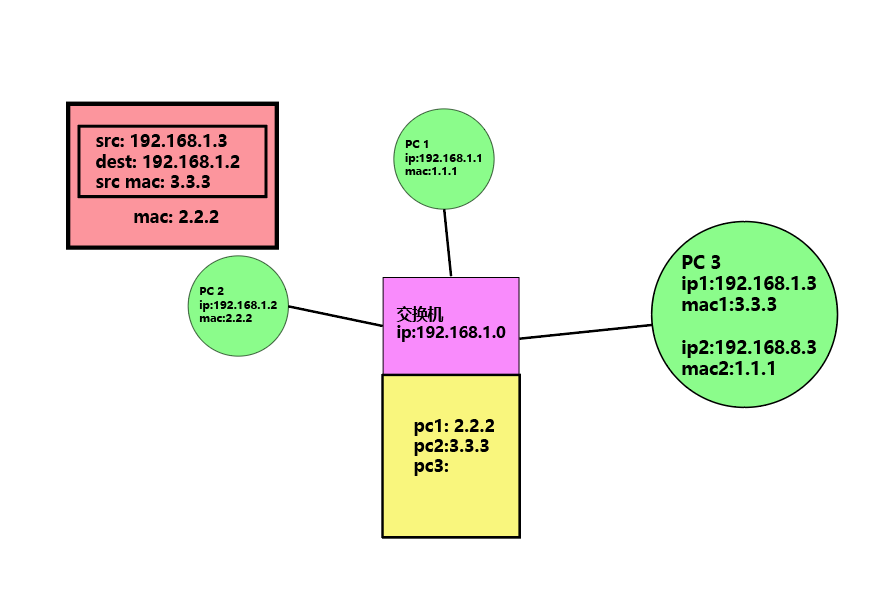 src: 192.168.1.3
dest: 192.168.1.2
src mac: 3.3.3
mac: 2.2.2
PC 1
ip:192.168.1.1
mac:1.1.1
PC 2
ip:192.168.1.2
mac:2.2.2
交换机
ip:192.168.1.0
PC 3
ip1:192.168.1.3
mac1:3.3.3
ip2:192.168.8.3
mac2:1.1.1
pc1: 2.2.2
pc2:3.3.3
pc3: